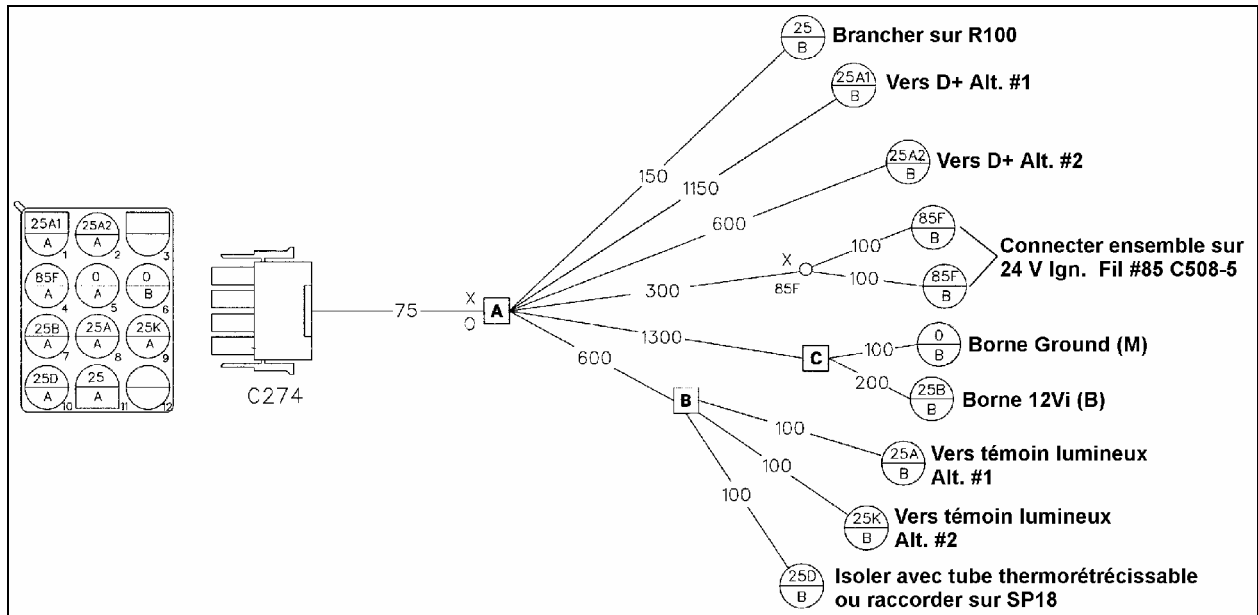 25
B
Brancher sur R100
25A1
B
Vers D+ Alt. #1
25A2
B
Vers D+ Alt. #2
150
1150
600
25A1
A
1
25A2
A
2
3
85F
A
4
0
A
5
0
B
6
25B
A
7
25A
A
8
25K
A
9
25D
A
10
25
A
11
12
C274
75
X
O
A
300
X
85F
100
85F
B
100
85F
B
Connecter ensemble sur
24 V Ign. Fil #85 C508-5
1300
C
100
0
B
Borne Ground (M)
200
25B
B
Borne 12Vi (B)
600
B
100
25A
B
Vers témoin lumineux
Alt. #1
100
25K
B
Vers témoin lumineux
Alt. #2
100
25D
B
Isoler avec tube thermorétrécissable
ou raccorder sur SP18